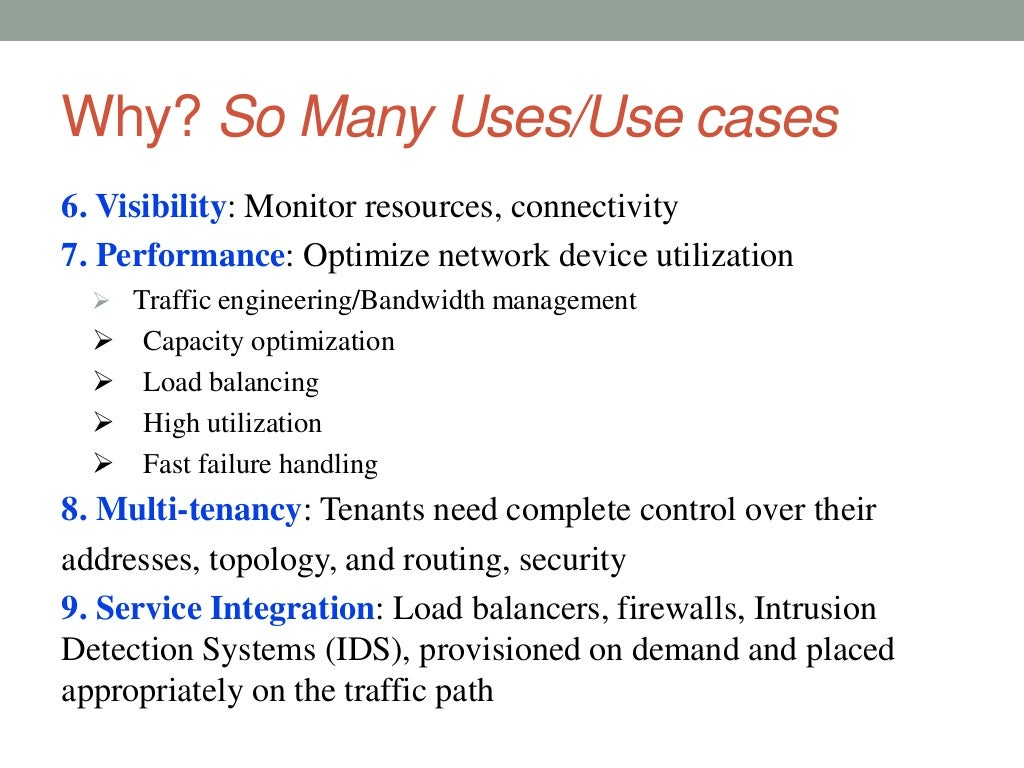 Why? So Many Uses/Use cases
6. Visibility: Monitor resources, connectivity
7. Performance: Optimize network device utilization
➢ Traffic engineering/Bandwidth management
➢ Capacity optimization
➢ Load balancing
➢ High utilization
➢ Fast failure handling
8. Multi-tenancy: Tenants need complete control over their
addresses, topology, and routing, security
9. Service Integration: Load balancers, firewalls, Intrusion
Detection Systems (IDS), provisioned on demand and placed
appropriately on the traffic path